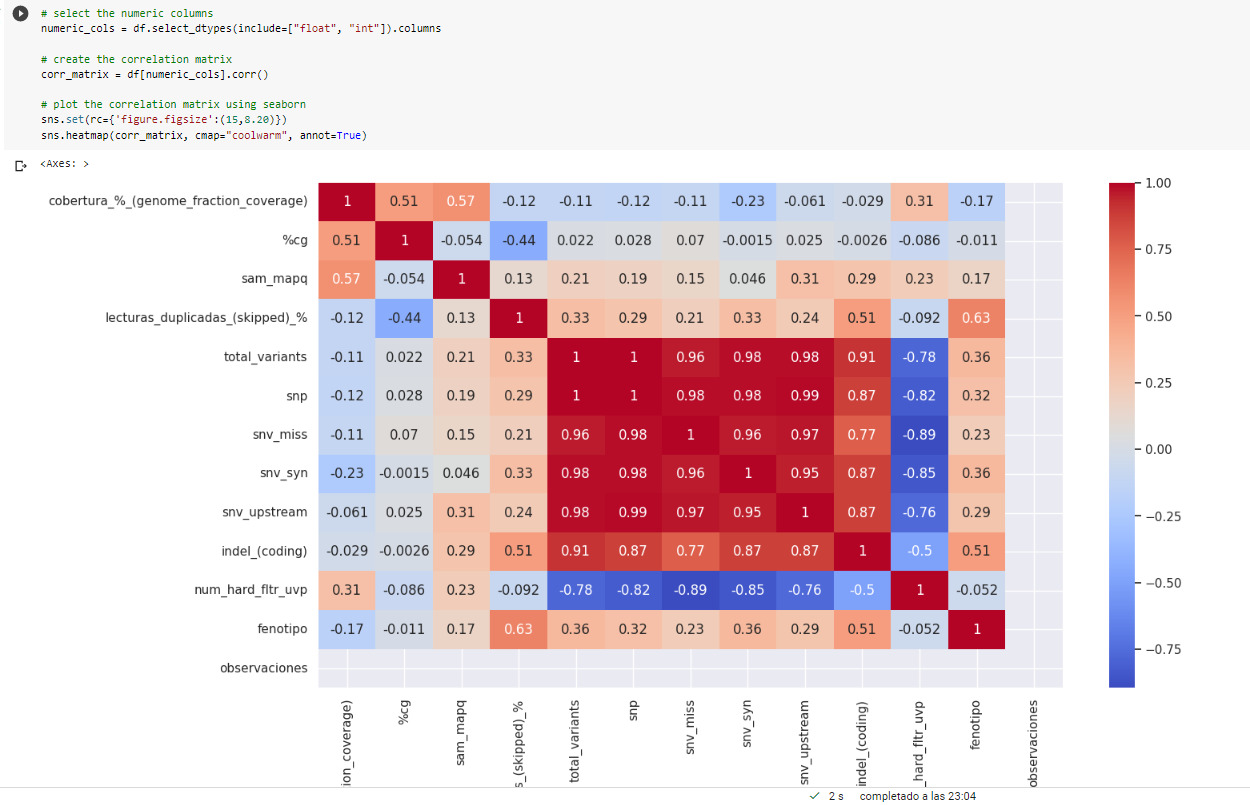 # select the numeric columns
numeric_cols = df.select_dtypes(include=["float", "int"]).columns
# create the correlation matrix
corr_matrix = df[numeric_cols].corr()
# plot the correlation matrix using seaborn
sns.set(rc={'figure.figsize':(15,8.20)})
sns.heatmap(corr_matrix, cmap="coolwarm", annot=True)
<Axes: >
cobertura_%_(genome_fraction_coverage) 1 0.51 0.57 -0.12 -0.11 -0.12 -0.11 -0.23 -0.061 -0.029 0.31 -0.17
%cg 0.51 1 -0.054 -0.44 0.022 0.028 0.07 -0.0015 0.025 -0.0026 -0.086 -0.011
sam_mapq 0.57 -0.054 1 0.13 0.21 0.19 0.15 0.046 0.31 0.29 0.23 0.17
lecturas_duplicadas_(skipped)_% -0.12 -0.44 0.13 1 0.33 0.29 0.21 0.33 0.24 0.51 -0.092 0.63
total_variants -0.11 0.022 0.21 0.33 1 1 0.96 0.98 0.98 0.91 -0.78 0.36
snp -0.12 0.028 0.19 0.29 1 1 0.98 0.98 0.99 0.87 -0.82 0.32
snv_miss -0.11 0.07 0.15 0.21 0.96 0.98 1 0.96 0.97 0.77 -0.89 0.23
snv_syn -0.23 -0.0015 0.046 0.33 0.98 0.98 0.96 1 0.95 0.87 -0.85 0.36
snv_upstream -0.061 0.025 0.31 0.24 0.98 0.99 0.97 0.95 1 0.87 -0.76 0.29
indel_(coding) -0.029 -0.0026 0.29 0.51 0.91 0.87 0.77 0.87 0.87 1 -0.5 0.51
num_hard_fltr_uvp 0.31 -0.086 0.23 -0.092 -0.78 -0.82 -0.89 -0.85 -0.76 -0.5 1 -0.052
fenotipo -0.17 -0.011 0.17 0.63 0.36 0.32 0.23 0.36 0.29 0.51 -0.052 1
observaciones
ion_coverage)
%cg
sam_mapq
s_(skipped)_%
total_variants
snp
snv_miss
snv_syn
snv_upstream
indel_(coding)
_hard_fltr_uvp
fenotipo
observaciones
1.00
0.75
0.50
0.25
0.00
−0.25
−0.50
−0.75
2 s completado a las 23:04